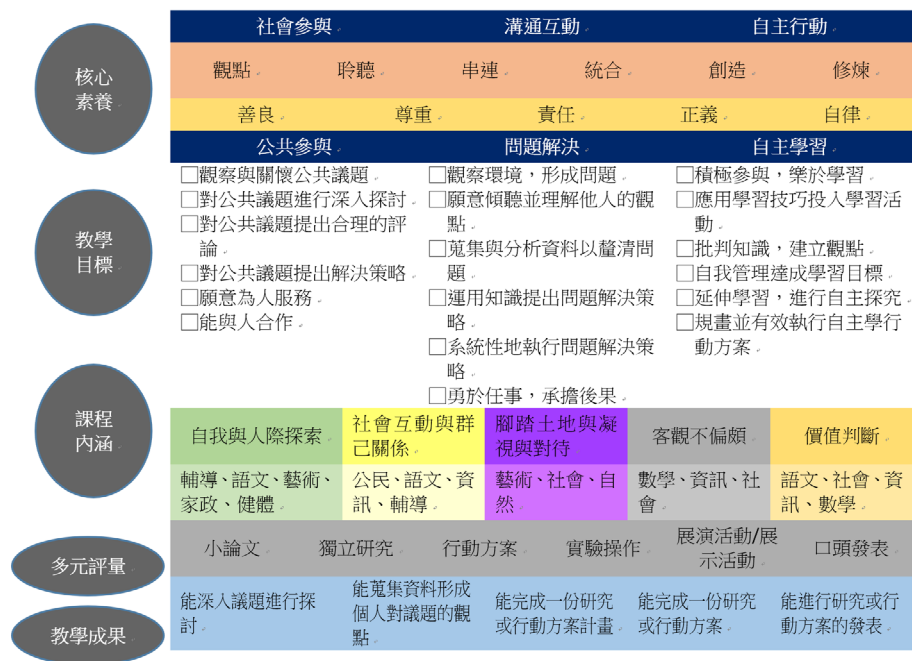 社會參與 溝通互動 自主行動
核心
素養
觀點 聆聽 串連 統合 創造 修煉
善良 尊重 責任 正義 自律
公共參與 問題解決 自主學習
教學
目標
□觀察與關懷公共議題
□對公共議題進行深入探討
□對公共議題提出合理的評
論
□對公共議題提出解決策略
□願意為人服務
□能與人合作
□觀察環境，形成問題
□願意傾聽並理解他人的觀
點
□蒐集與分析資料以釐清問
題
□運用知識提出問題解決策
略
□系統性地執行問題解決策
略
□勇於任事，承擔後果
□積極參與，樂於學習
□應用學習技巧投入學習活
動
□批判知識，建立觀點
□自我管理達成學習目標
□延伸學習，進行自主探究
□規畫並有效執行自主學行
動方案
課程
內涵
自我與人際探索
社會互動與群
己關係
腳踏土地與凝
視與對待
客觀不偏頗
價值判斷
輔導、語文、藝術、
家政、健體
公民、語文、資
訊、輔導
藝術、社會、自
然
數學、資訊、社
會
語文、社會、資
訊、數學
多元評量
小論文
獨立研究
行動方案
實驗操作
展演活動/展
示活動
口頭發表
教學成果
能深入議題進行探
討
能蒐集資料形成
個人對議題的觀
點
能完成一份研究
或行動方案計畫
能完成一份研究
或行動方案
能進行研究或行
動方案的發表